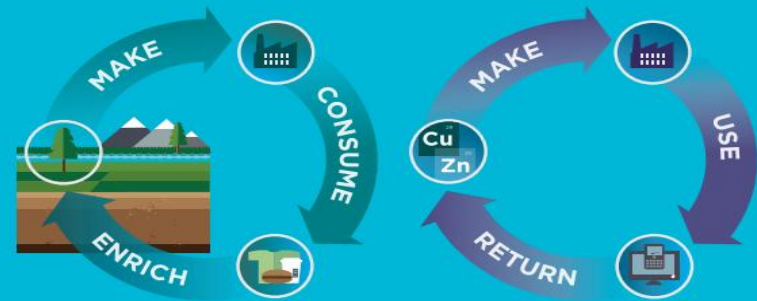 MAKE
CONSUME
ENRICH
MAKE
USE
RETURN
Cu
Zn